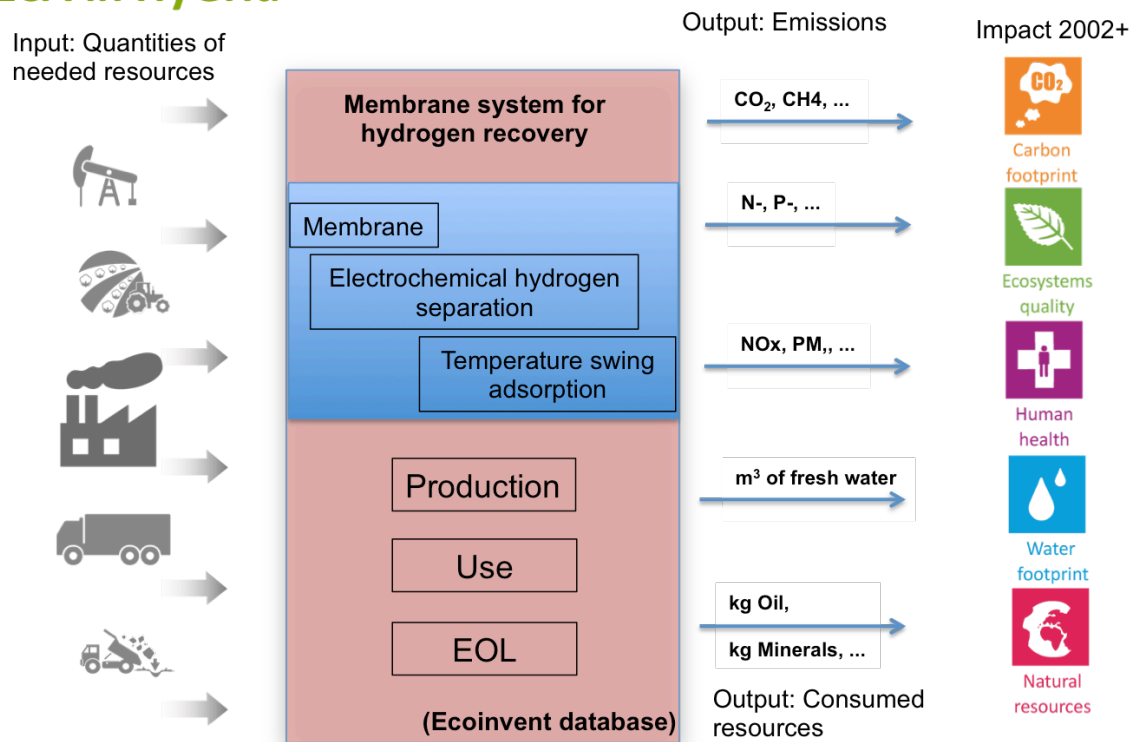 Input: Quantities of
needed resources
Membrane system for
hydrogen recovery
Membrane
Electrochemical hydrogen
separation
Temperature swing
adsorption
Production
Use
EOL
(Ecoinvent database)
Output: Emissions
CO₂, CH4, ...
N-, P-, ...
NOx, PM,, ...
m³ of fresh water
kg Oil,
kg Minerals, ...
Output: Consumed
resources
Impact 2002+
CO₂
Carbon
footprint
Ecosystems
quality
Human
health
Water
footprint
Natural
resources